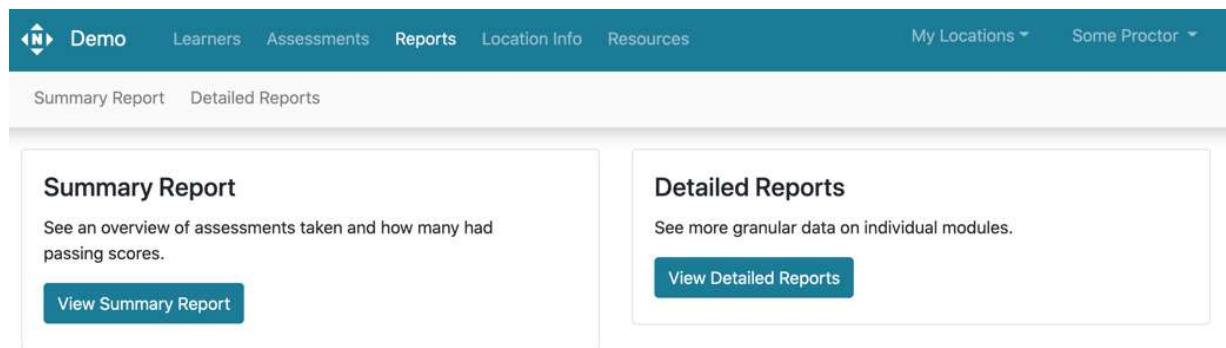 N Demo Learners Assessments Reports Location Info Resources My Locations Some Proctor
Summary Report Detailed Reports
Summary Report
See an overview of assessments taken and how many had
passing scores.
View Summary Report
Detailed Reports
See more granular data on individual modules.
View Detailed Reports